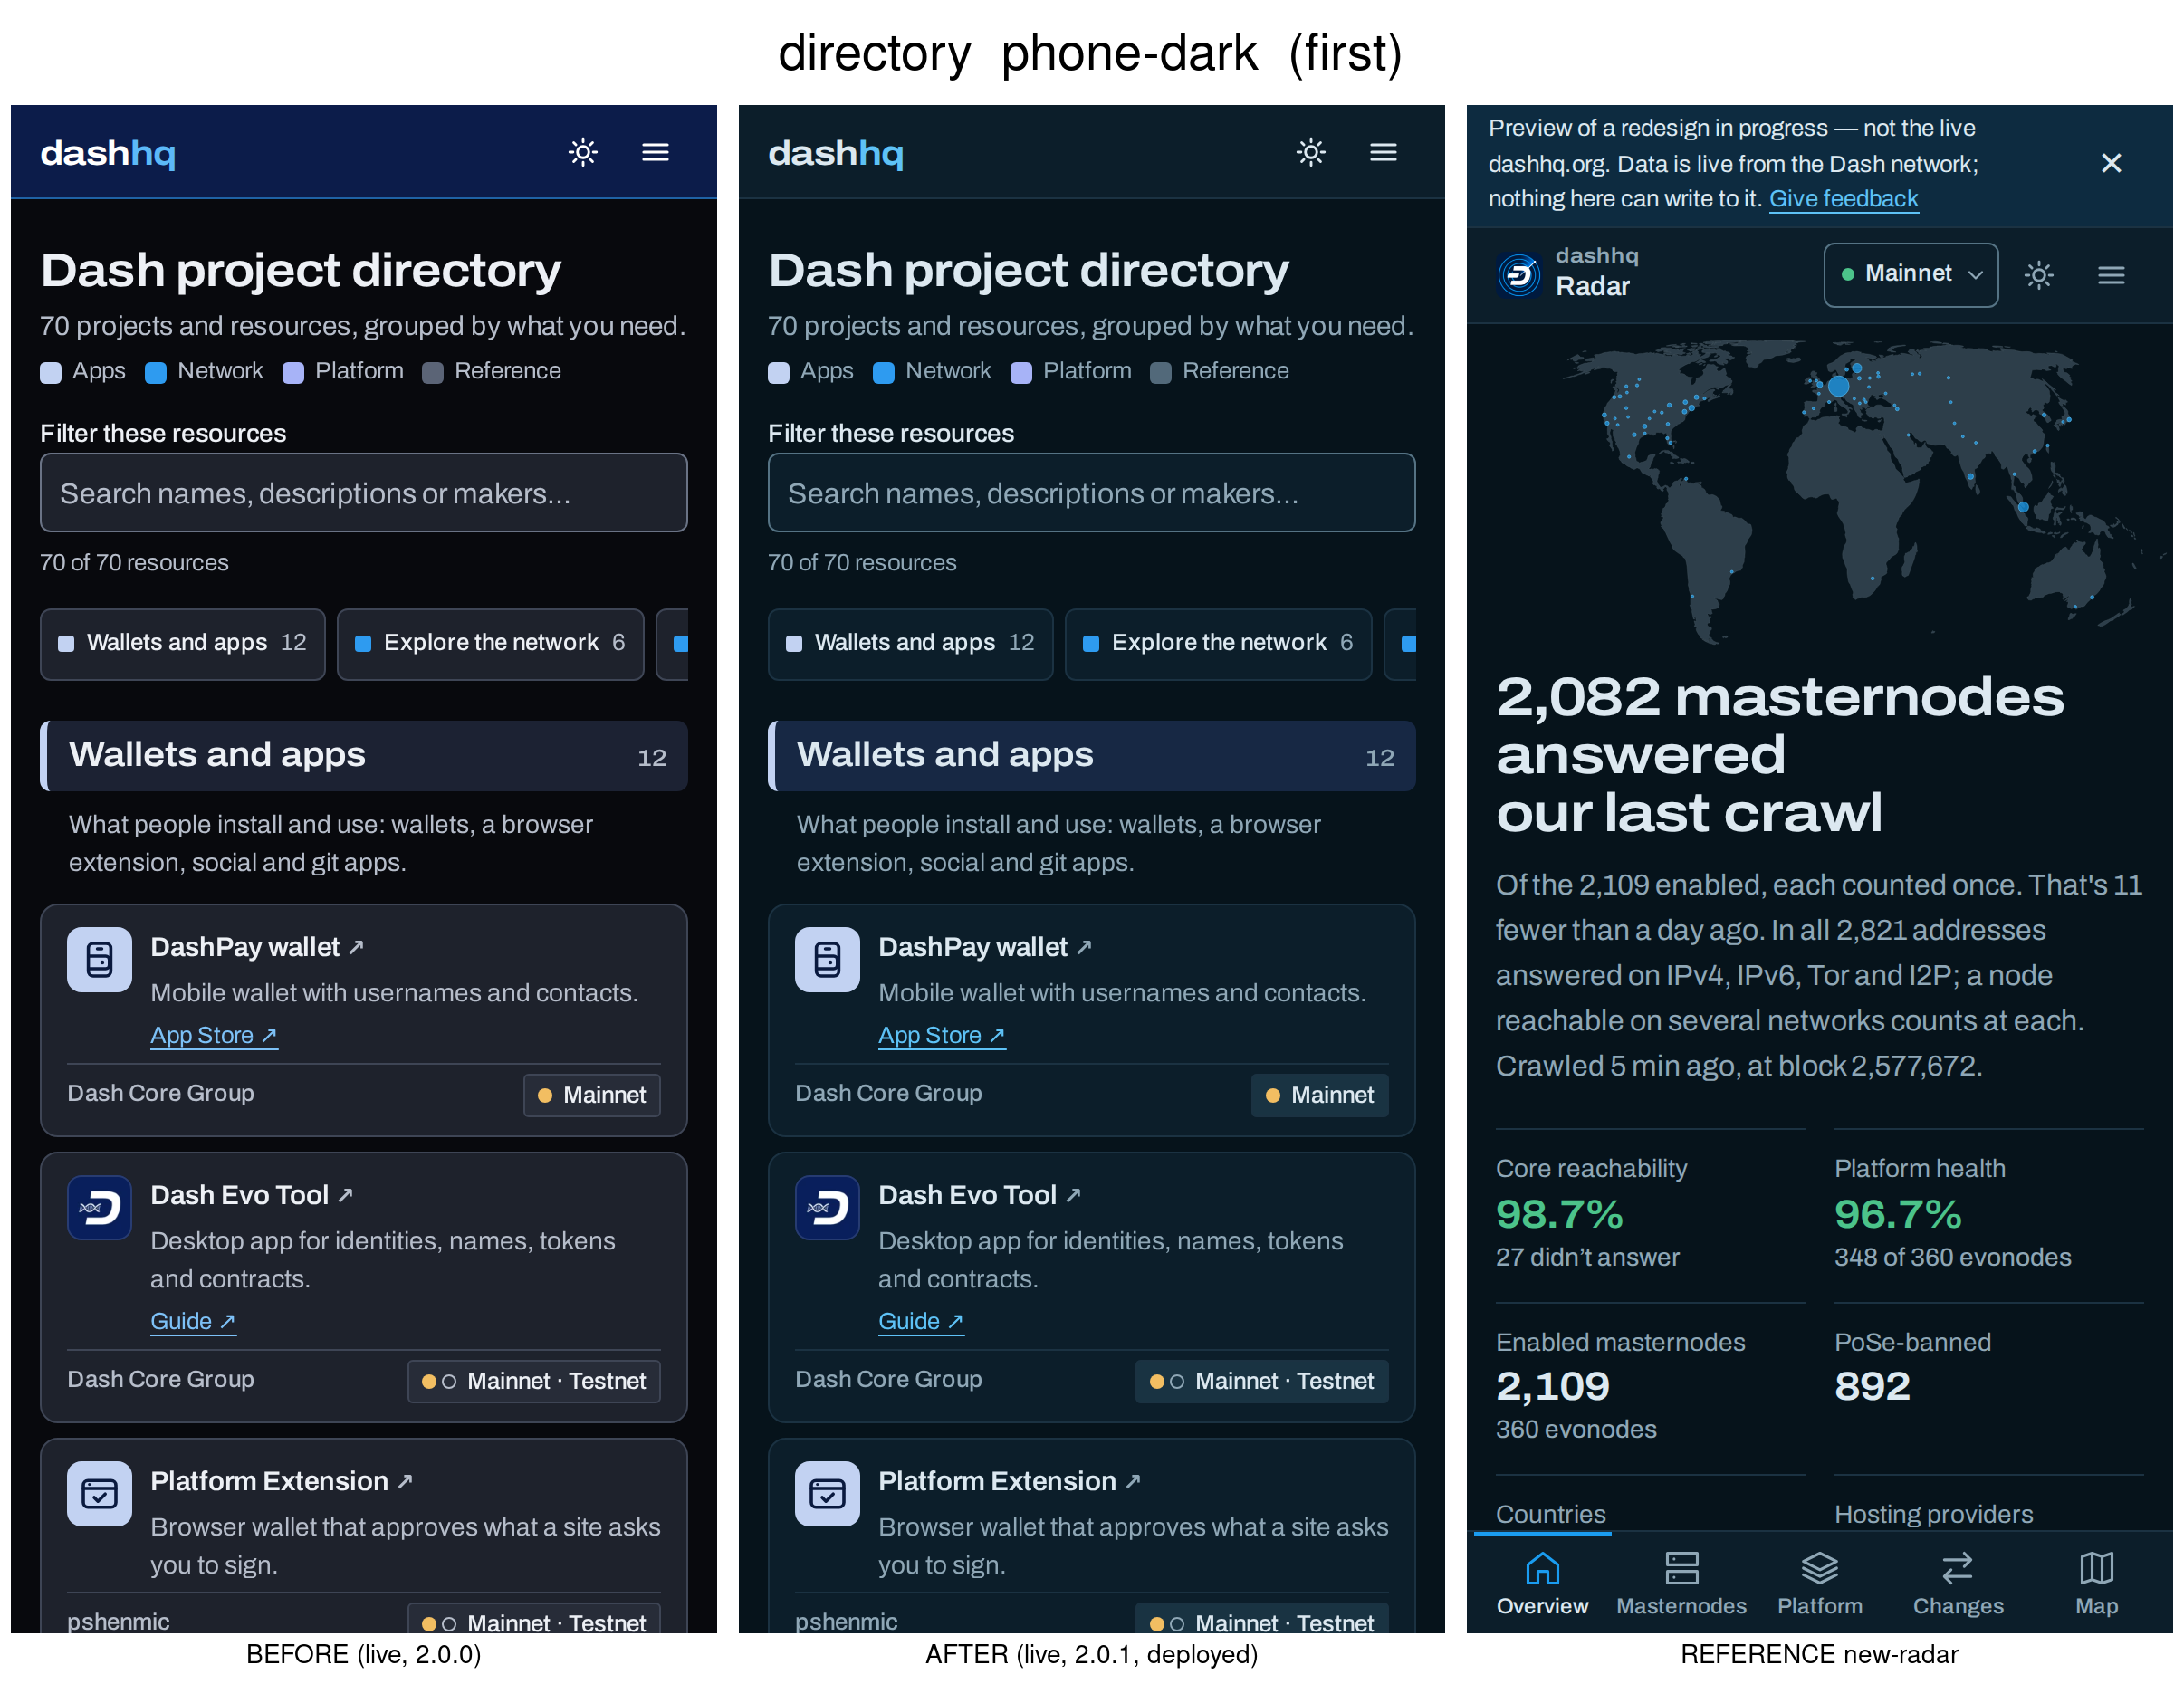 directory phone-dark (first)
dashhq
Dash project directory
70 projects and resources, grouped by what you need.
Apps Network Platform Reference
Filter these resources
Search names, descriptions or makers...
70 of 70 resources
Wallets and apps 12 Explore the network 6
Wallets and apps 12
What people install and use: wallets, a browser
extension, social and git apps.
DashPay wallet ↗
Mobile wallet with usernames and contacts.
App Store ↗
Dash Core Group Mainnet
Dash Evo Tool ↗
Desktop app for identities, names, tokens
and contracts.
Guide ↗
Dash Core Group Mainnet · Testnet
Platform Extension ↗
Browser wallet that approves what a site asks
you to sign.
pshenmic Mainnet · Testnet
BEFORE (live, 2.0.0)
dashhq
Dash project directory
70 projects and resources, grouped by what you need.
Apps Network Platform Reference
Filter these resources
Search names, descriptions or makers...
70 of 70 resources
Wallets and apps 12 Explore the network 6
Wallets and apps 12
What people install and use: wallets, a browser
extension, social and git apps.
DashPay wallet ↗
Mobile wallet with usernames and contacts.
App Store ↗
Dash Core Group Mainnet
Dash Evo Tool ↗
Desktop app for identities, names, tokens
and contracts.
Guide ↗
Dash Core Group Mainnet · Testnet
Platform Extension ↗
Browser wallet that approves what a site asks
you to sign.
pshenmic Mainnet · Testnet
AFTER (live, 2.0.1, deployed)
Preview of a redesign in progress — not the live
dashhq.org. Data is live from the Dash network;
nothing here can write to it. Give feedback
dashhq
Radar
Mainnet
2,082 masternodes
answered
our last crawl
Of the 2,109 enabled, each counted once. That's 11
fewer than a day ago. In all 2,821 addresses
answered on IPv4, IPv6, Tor and I2P; a node
reachable on several networks counts at each.
Crawled 5 min ago, at block 2,577,672.
Core reachability Platform health
98.7% 96.7%
27 didn’t answer 348 of 360 evonodes
Enabled masternodes PoSe-banned
2,109 892
360 evonodes
Countries Hosting providers
Overview Masternodes Platform Changes Map
REFERENCE new-radar